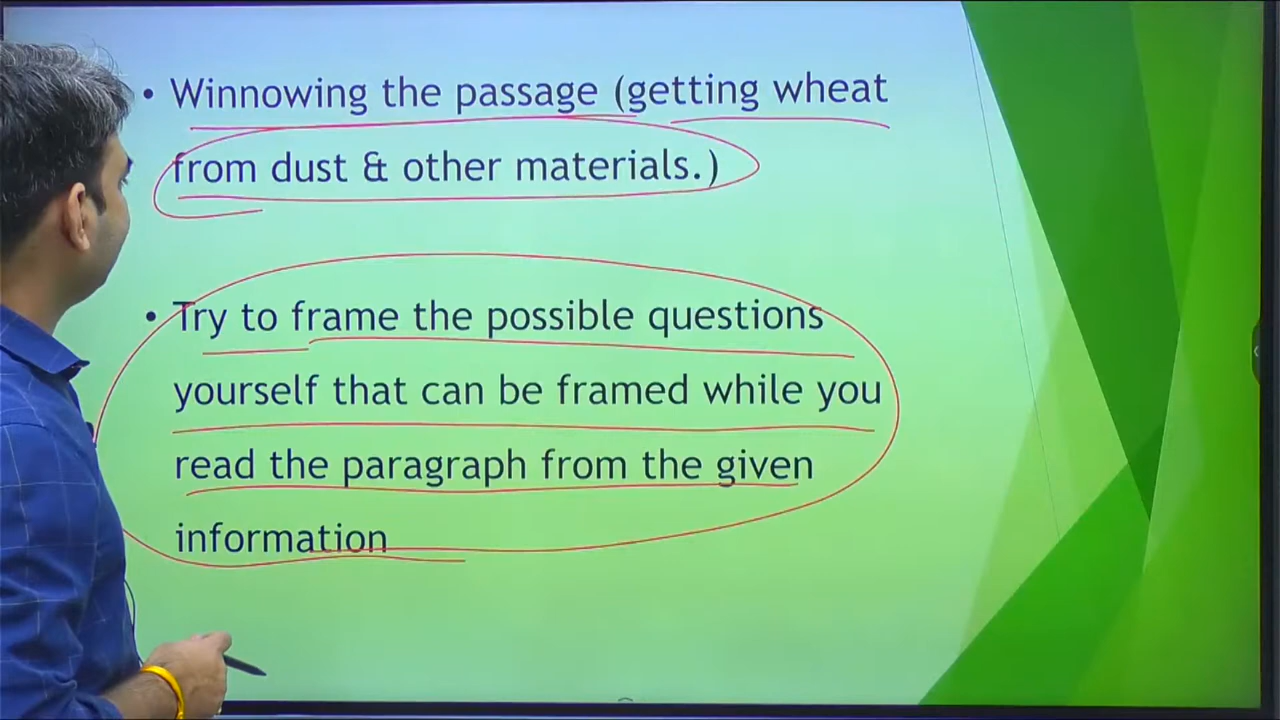 • Winnowing the passage (getting wheat
from dust & other materials.)
• Try to frame the possible questions
yourself that can be framed while you
read the paragraph from the given
information